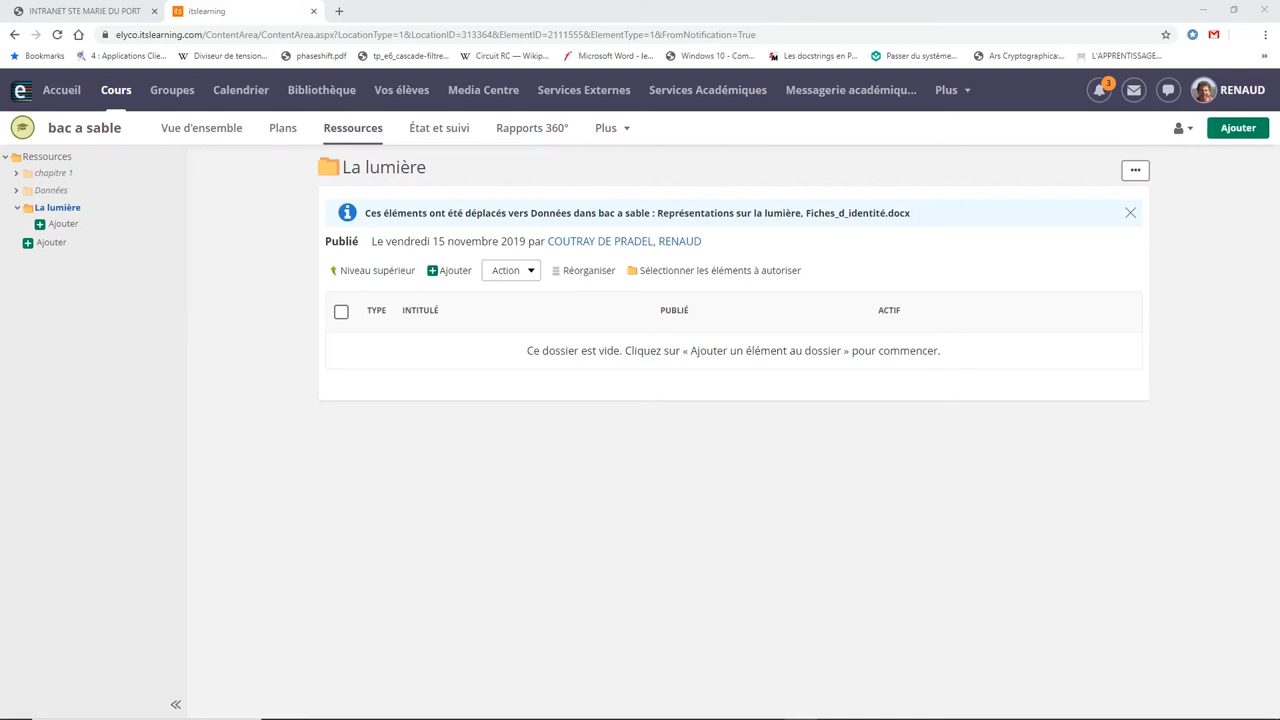 INTRANET STE MARIE DU PORT
its itslearning
elyco.itslearning.com/ContentArea/ContentArea.aspx?LocationType=1&LocationID=313364&ElementID=2111555&ElementType=1&FromNotification=True
Bookmarks 4 : Applications Clie... Diviseur de tension... phaseshift.pdf tp_e6_cascade-filtre... Circuit RC — Wikip... Microsoft Word - le... Windows 10 - Com... Les docstrings en P... Passer du système... Ars Cryptographica:... L'APPRENTISSAGE...
e Accueil Cours Groupes Calendrier Bibliothèque Vos élèves Media Centre Services Externes Services Académiques Messagerie académiqu... Plus 3 RENAUD
bac a sable Vue d'ensemble Plans Ressources État et suivi Rapports 360° Plus Ajouter
Ressources
chapitre 1
Données
La lumière
Ajouter
Ajouter
La lumière
Ces éléments ont été déplacés vers Données dans bac a sable : Représentations sur la lumière, Fiches_d_identité.docx
Publié Le vendredi 15 novembre 2019 par COUTRAY DE PRADEL, RENAUD
Niveau supérieur Ajouter Action Réorganiser Sélectionner les éléments à autoriser
TYPE INTITULÉ PUBLIÉ ACTIF
Ce dossier est vide. Cliquez sur « Ajouter un élément au dossier » pour commencer.